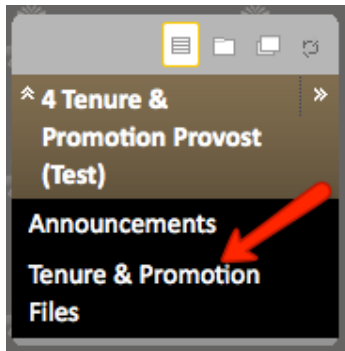 4 Tenure &
Promotion Provost
(Test)
Announcements
Tenure & Promotion
Files